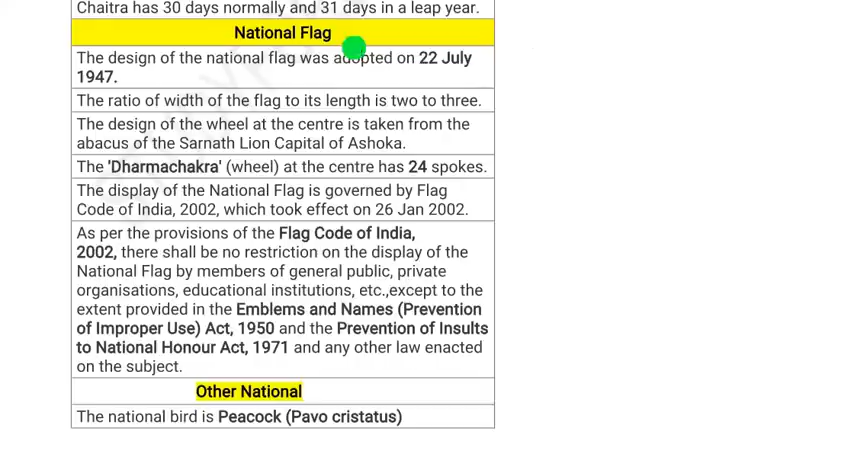 Chaitra has 30 days normally and 31 days in a leap year.
National Flag
The design of the national flag was adopted on 22 July
1947.
The ratio of width of the flag to its length is two to three.
The design of the wheel at the centre is taken from the
abacus of the Sarnath Lion Capital of Ashoka.
The 'Dharmachakra' (wheel) at the centre has 24 spokes.
The display of the National Flag is governed by Flag
Code of India, 2002, which took effect on 26 Jan 2002.
As per the provisions of the Flag Code of India,
2002, there shall be no restriction on the display of the
National Flag by members of general public, private
organisations, educational institutions, etc.,except to the
extent provided in the Emblems and Names (Prevention
of Improper Use) Act, 1950 and the Prevention of Insults
to National Honour Act, 1971 and any other law enacted
on the subject.
Other National
The national bird is Peacock (Pavo cristatus)